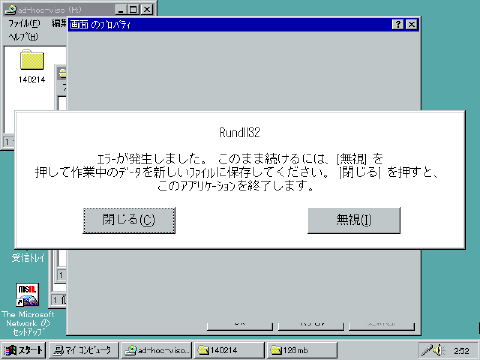 ad-hoc-viso (H:)
ファイル(F)
編集
ヘルプ(H)
140214
画面 のプロパティ
Rundll32
エラーが発生しました。 このまま続けるには、[無視] を
押して作業中のデータを新しいファイルに保存してください。 [閉じる] を押すと、
このアプリケーションを終了します。
閉じる(C)
無視(I)
受信トレイ
The Microsoft
Network の
セットアップ
スタート
マイ コンピュータ
ad-hoc-viso...
140214
128mb
2:52